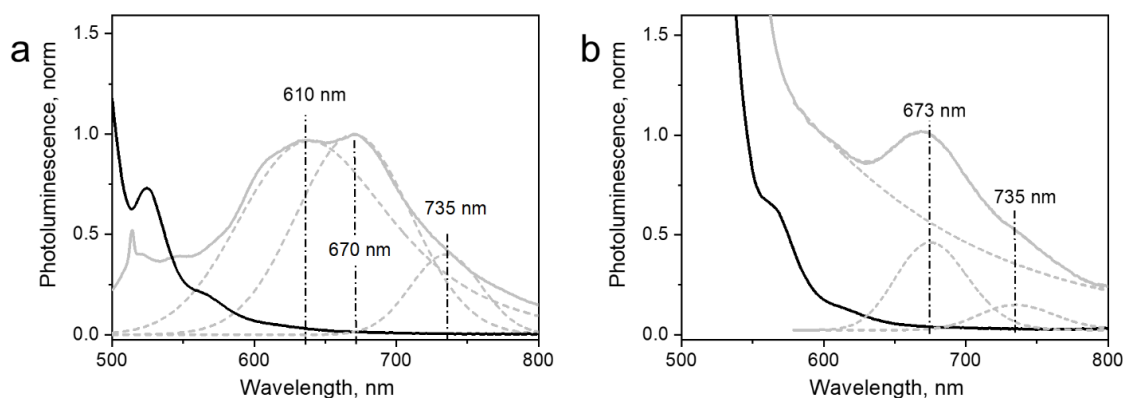 a
Photoluminescence, norm
1.5
1.0
0.5
0.0
610 nm
670 nm
735 nm
500
600
700
800
Wavelength, nm
b
Photoluminescence, norm
1.5
1.0
0.5
0.0
673 nm
735 nm
500
600
700
800
Wavelength, nm